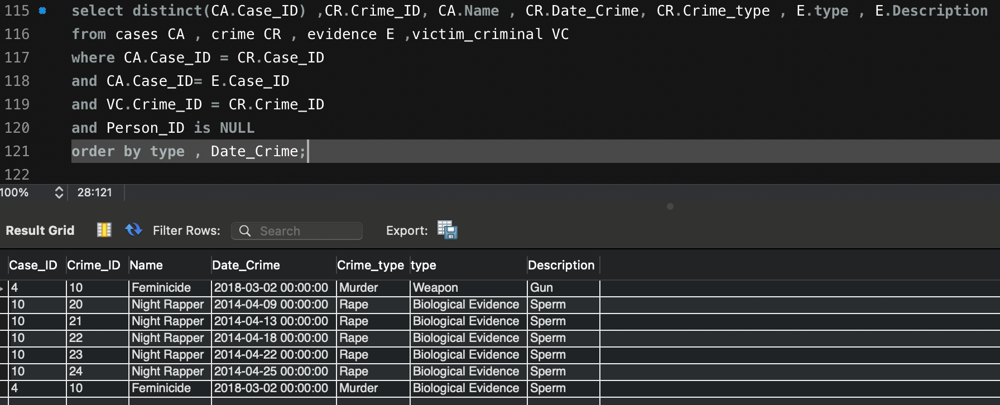 115 select distinct(CA.Case_ID) ,CR.Crime_ID, CA.Name , CR.Date_Crime, CR.Crime_type , E.type , E.Description
116 from cases CA , crime CR , evidence E ,victim_criminal VC
117 where CA.Case_ID = CR.Case_ID
118 and CA.Case_ID= E.Case_ID
119 and VC.Crime_ID = CR.Crime_ID
120 and Person_ID is NULL
121 order by type , Date_Crime;
122
100% 28:121
Result Grid Filter Rows: Search Export:
Case_ID Crime_ID Name Date_Crime Crime_type type Description
4 10 Feminicide 2018-03-02 00:00:00 Murder Weapon Gun
10 20 Night Rapper 2014-04-09 00:00:00 Rape Biological Evidence Sperm
10 21 Night Rapper 2014-04-13 00:00:00 Rape Biological Evidence Sperm
10 22 Night Rapper 2014-04-18 00:00:00 Rape Biological Evidence Sperm
10 23 Night Rapper 2014-04-22 00:00:00 Rape Biological Evidence Sperm
10 24 Night Rapper 2014-04-25 00:00:00 Rape Biological Evidence Sperm
4 10 Feminicide 2018-03-02 00:00:00 Murder Biological Evidence Sperm